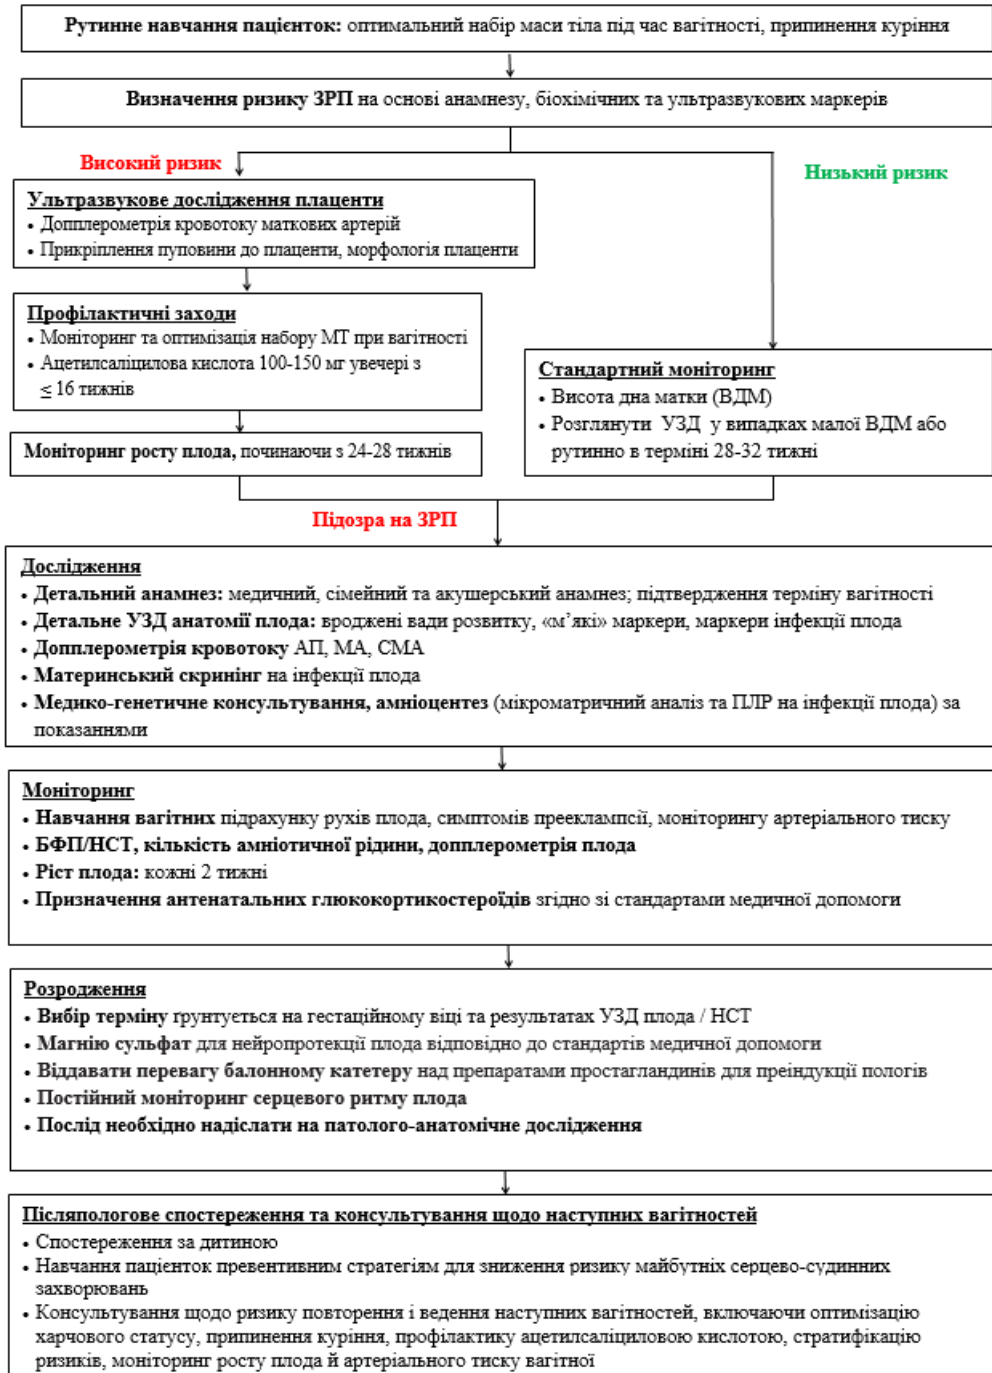 Рутинне навчання пацієнток: оптимальний набір маси тіла під час вагітності, припинення куріння
Визначення ризику ЗРП на основі анамнезу, біохімічних та ультразвукових маркерів
Високий ризик
Низький ризик
Ультразвукове дослідження плаценти
• Допплерометрія кровотоку маткових артерій
• Прикріплення пуповини до плаценти, морфологія плаценти
Профілактичні заходи
• Моніторинг та оптимізація набору МТ при вагітності
• Ацетилсаліцилова кислота 100-150 мг увечері з
≤ 16 тижнів
Моніторинг росту плода, починаючи з 24-28 тижнів
Стандартний моніторинг
• Висота дна матки (ВДМ)
• Розглянути УЗД у випадках малої ВДМ або
рутинно в терміні 28-32 тижні
Підозра на ЗРП
Дослідження
• Детальний анамнез: медичний, сімейний та акушерський анамнез; підтвердження терміну вагітності
• Детальне УЗД анатомії плода: вроджені вади розвитку, «м’які» маркери, маркери інфекції плода
• Допплерометрія кровотоку АП, МА, СМА
• Материнський скринінг на інфекції плода
• Медико-генетичне консультування, амніоцентез (мікроматричний аналіз та ПЛР на інфекції плода) за
показаннями
Моніторинг
• Навчання вагітних підрахунку рухів плода, симптомів прееклампсії, моніторингу артеріального тиску
• БФП/НСТ, кількість амніотичної рідини, допплерометрія плода
• Ріст плода: кожні 2 тижні
• Призначення антенатальних глюкокортикостероїдів згідно зі стандартами медичної допомоги
Розродження
• Вибір терміну ґрунтується на гестаційному віці та результатах УЗД плода / НСТ
• Магнію сульфат для нейропротекції плода відповідно до стандартів медичної допомоги
• Віддавати перевагу балонному катетеру над препаратами простагландинів для преіндукції пологів
• Постійний моніторинг серцевого ритму плода
• Послід необхідно надіслати на патолого-анатомічне дослідження
Післяпологове спостереження та консультування щодо наступних вагітностей
• Спостереження за дитиною
• Навчання пацієнток превентивним стратегіям для зниження ризику майбутніх серцево-судинних
захворювань
• Консультування щодо ризику повторення і ведення наступних вагітностей, включаючи оптимізацію
харчового статусу, припинення куріння, профілактику ацетилсаліциловою кислотою, стратифікацію
ризиків, моніторинг росту плода й артеріального тиску вагітної